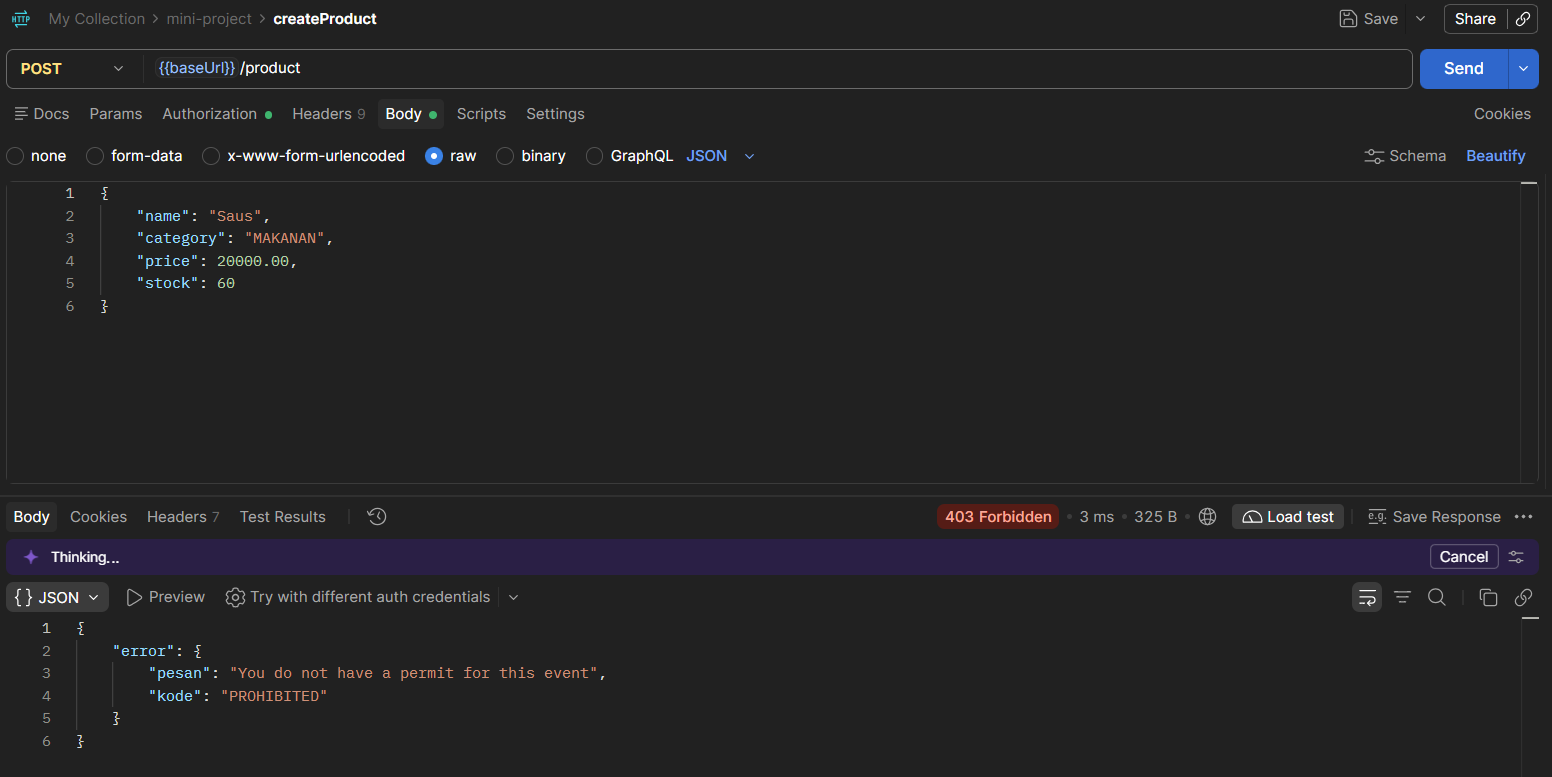 HTTP My Collection > mini-project > createProduct Save Share
POST {{baseUrl}} /product Send
Docs Params Authorization Headers 9 Body Scripts Settings Cookies
none form-data x-www-form-urlencoded raw binary GraphQL JSON Schema Beautify
1 {
2 "name": "Saus",
3 "category": "MAKANAN",
4 "price": 20000.00,
5 "stock": 60
6 }
Body Cookies Headers 7 Test Results 403 Forbidden • 3 ms • 325 B • Load test e.g. Save Response
Thinking... Cancel
{} JSON Preview Try with different auth credentials
1 {
2 "error": {
3 "pesan": "You do not have a permit for this event",
4 "kode": "PROHIBITED"
5 }
6 }